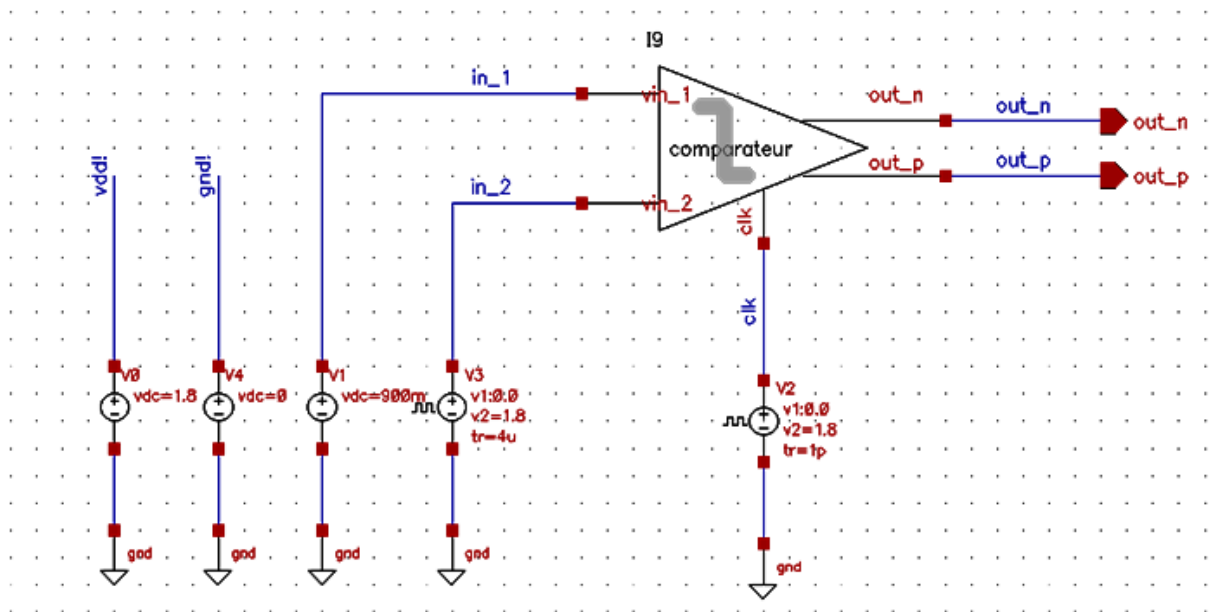 I9
in_1
vin_1
out_n
out_n
out_n
comparateur
out_p
out_p
out_p
vdd!
gnd!
in_2
vin_2
clk
clk
V0
vdc=1.8
V4
vdc=0
V1
vdc=900m
V3
v1:0.0
v2=1.8
tr=4u
V2
v1:0.0
v2=1.8
tr=1p
gnd
gnd
gnd
gnd
gnd